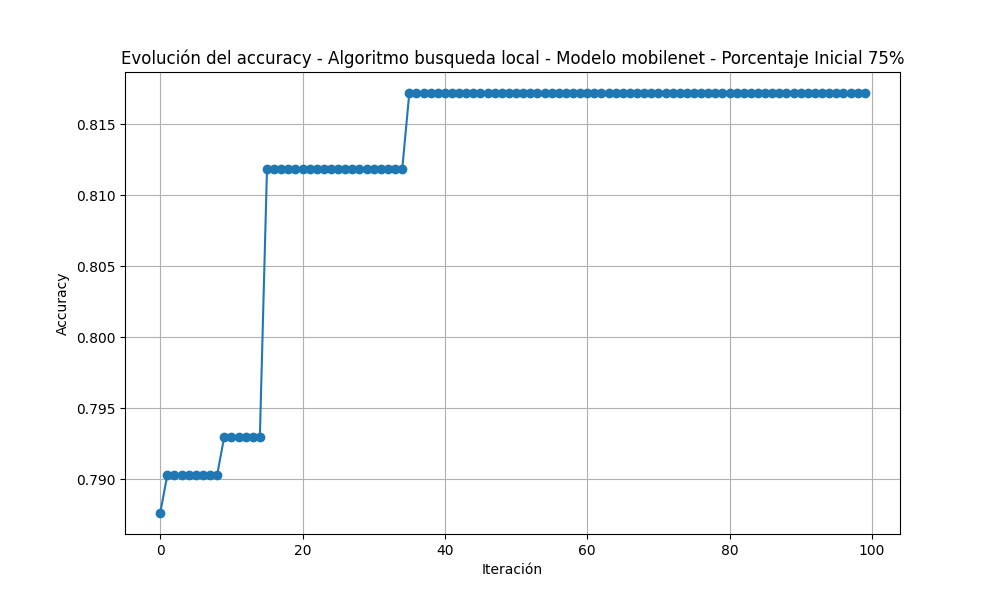 Evolución del accuracy - Algoritmo busqueda local - Modelo mobilenet - Porcentaje Inicial 75%
Accuracy
0.815
0.810
0.805
0.800
0.795
0.790
0 20 40 60 80 100
Iteración